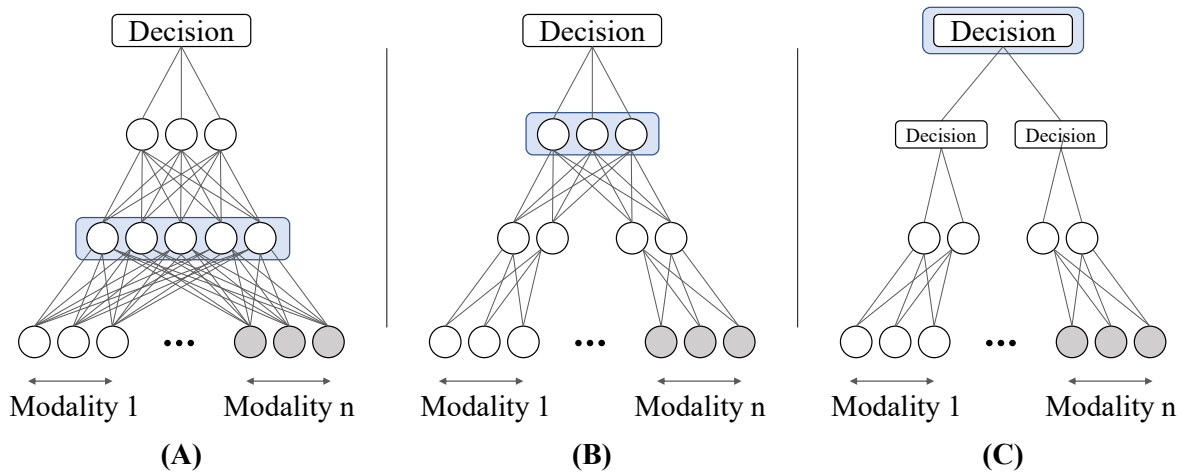 Decision
Decision
Decision
Decision
Decision
...
...
...
Modality 1
Modality n
Modality 1
Modality n
Modality 1
Modality n
(A)
(B)
(C)